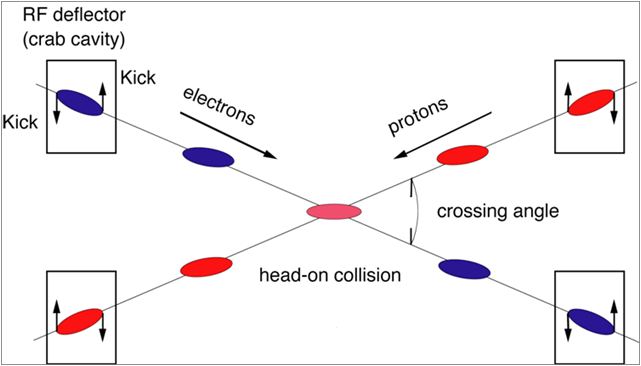 RF deflector
(crab cavity)
Kick
Kick
electrons
protons
crossing angle
head-on collision